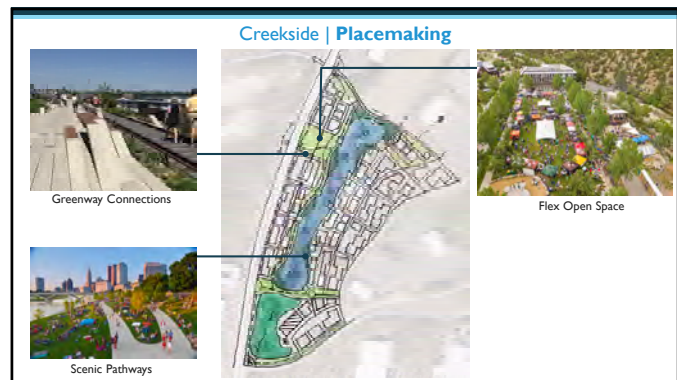 Creekside | Placemaking
Greenway Connections
Flex Open Space
Scenic Pathways